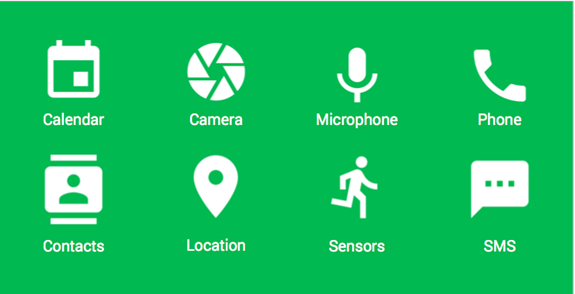 Calendar Camera Microphone Phone
Contacts Location Sensors SMS